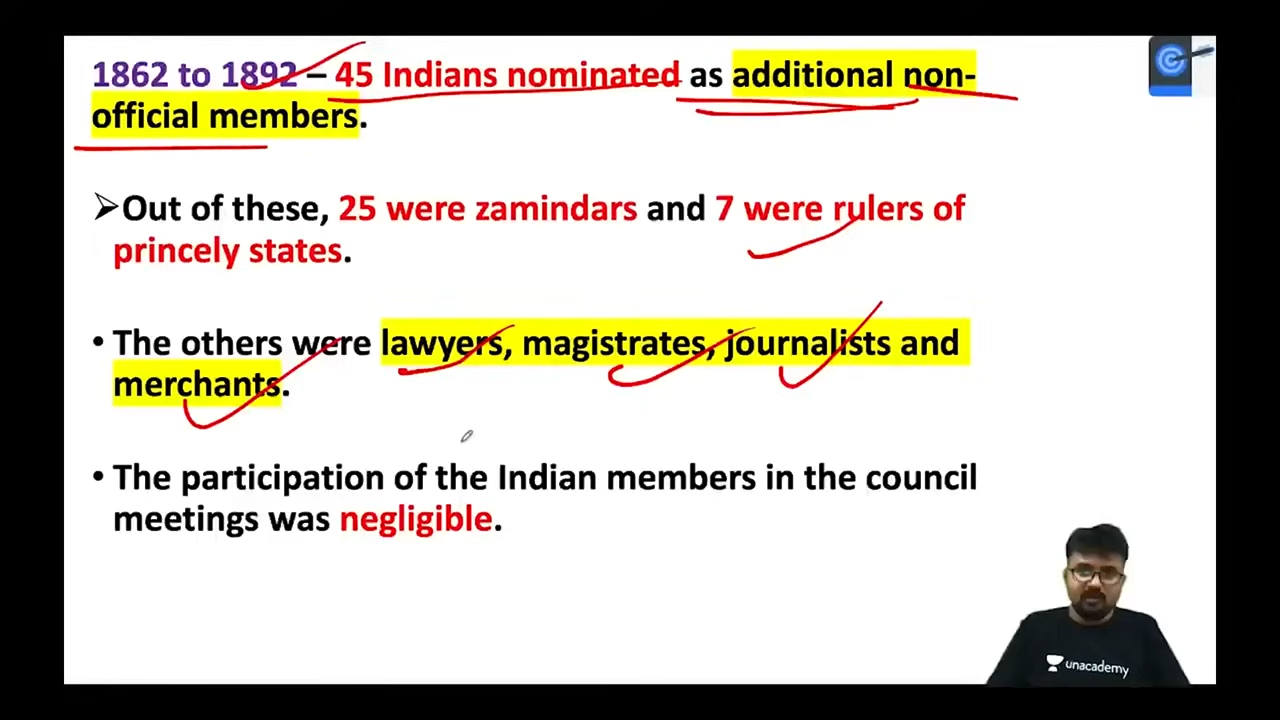 1862 to 1892 – 45 Indians nominated as additional non-
official members.
➢Out of these, 25 were zamindars and 7 were rulers of
princely states.
• The others were lawyers, magistrates, journalists and
merchants.
• The participation of the Indian members in the council
meetings was negligible.
unacademy